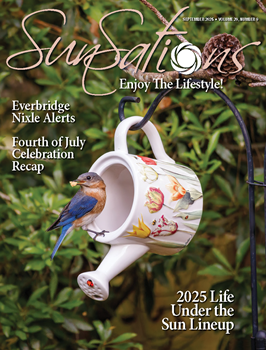 SEPTEMBER 2025 • VOLUME 29, NUMBER 9
SunSations
Enjoy The Lifestyle!
Everbridge
Nixle Alerts
Fourth of July
Celebration
Recap
2025 Life
Under the
Sun Lineup